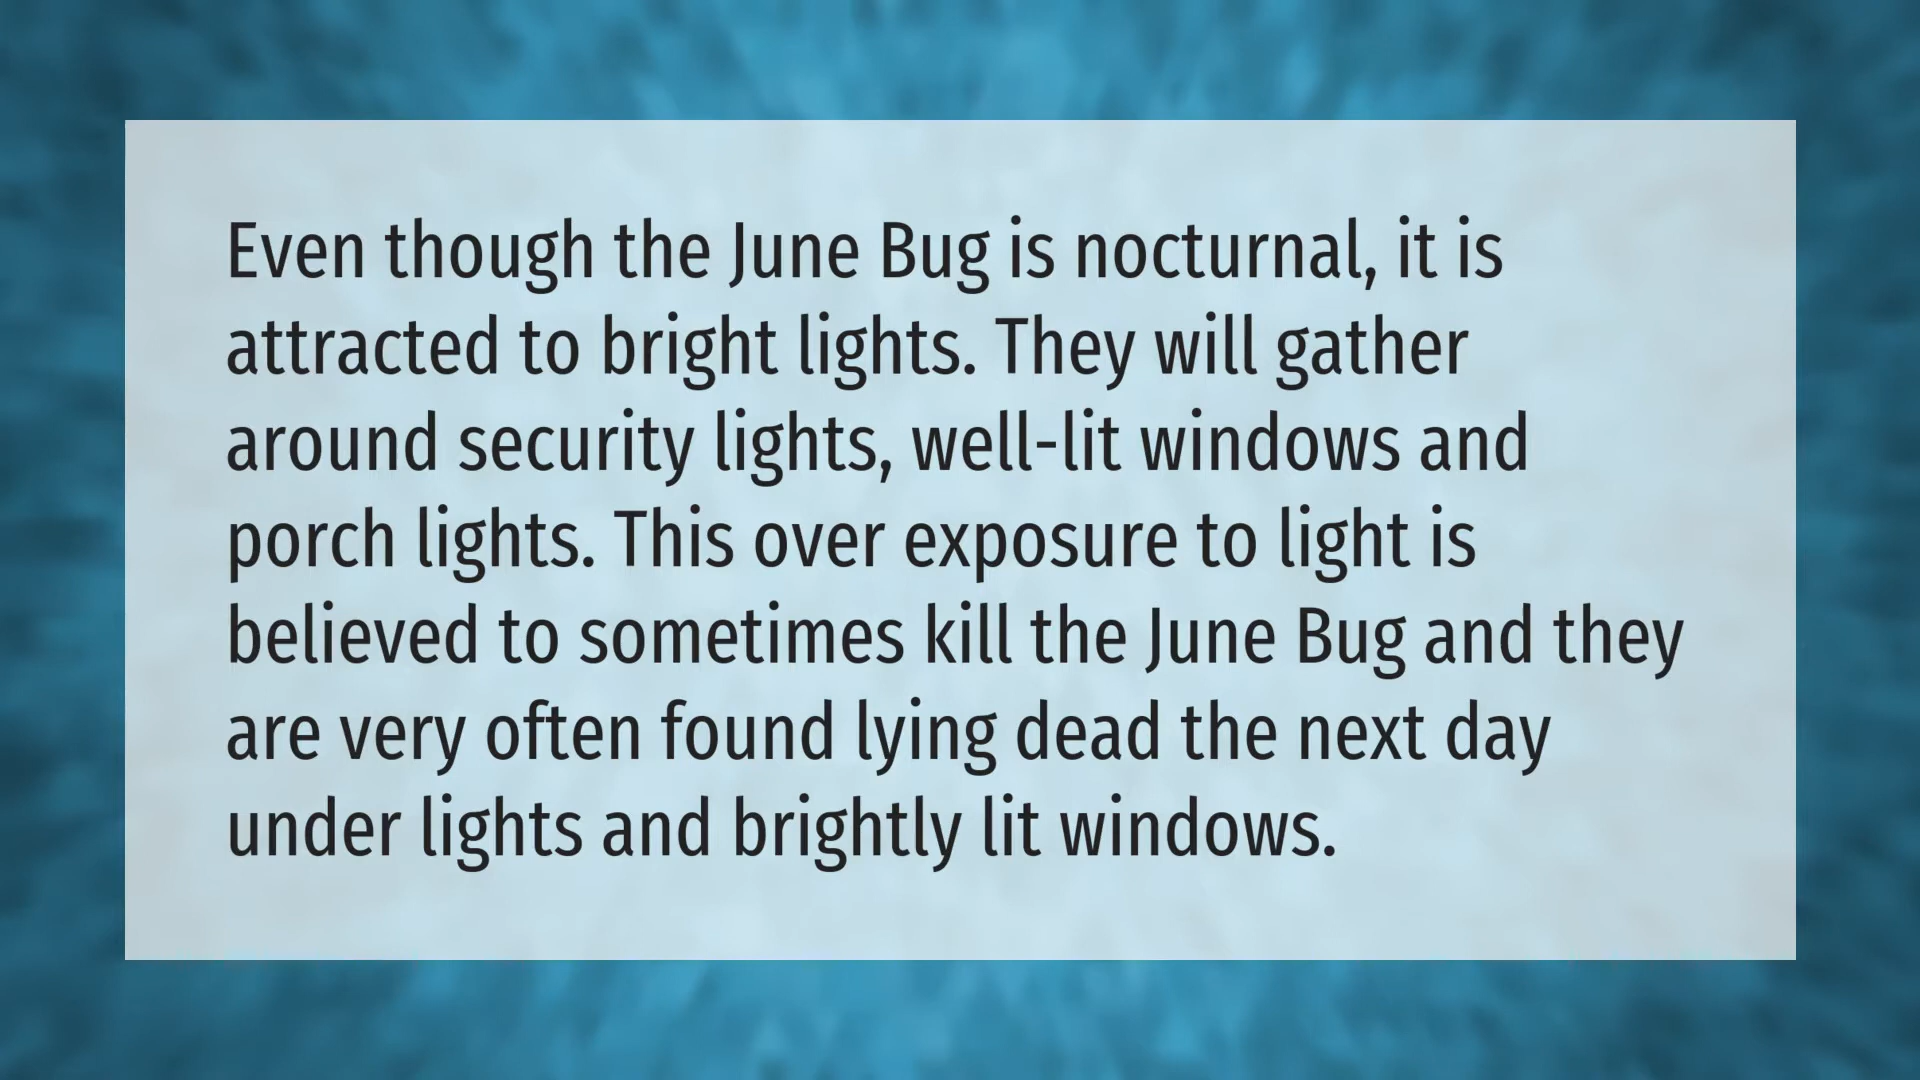 Even though the June Bug is nocturnal, it is
attracted to bright lights. They will gather
around security lights, well-lit windows and
porch lights. This over exposure to light is
believed to sometimes kill the June Bug and they
are very often found lying dead the next day
under lights and brightly lit windows.